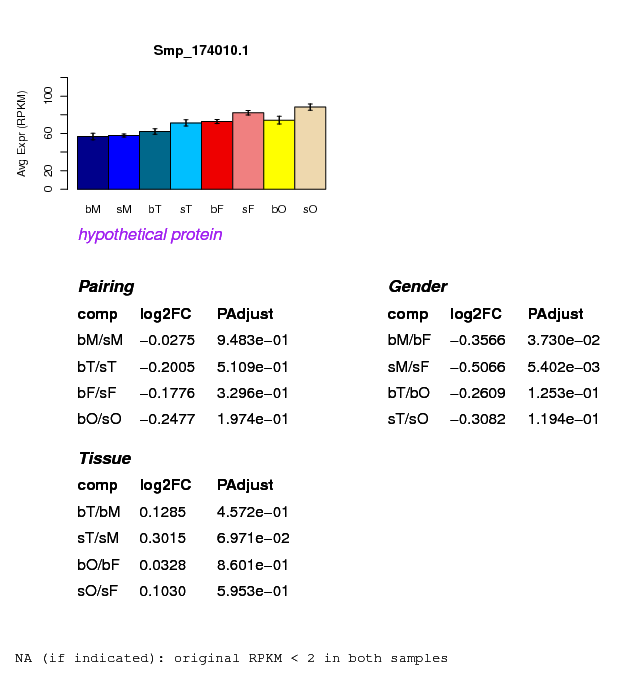 Smp_174010.1
Avg Expr (RPKM)
0 20 60 100
bM sM bT sT bF sF bO sO
hypothetical protein
Pairing
comp log2FC PAdjust
bM/sM −0.0275 9.483e−01
bT/sT −0.2005 5.109e−01
bF/sF −0.1776 3.296e−01
bO/sO −0.2477 1.974e−01
Gender
comp log2FC PAdjust
bM/bF −0.3566 3.730e−02
sM/sF −0.5066 5.402e−03
bT/bO −0.2609 1.253e−01
sT/sO −0.3082 1.194e−01
Tissue
comp log2FC PAdjust
bT/bM 0.1285 4.572e−01
sT/sM 0.3015 6.971e−02
bO/bF 0.0328 8.601e−01
sO/sF 0.1030 5.953e−01
NA (if indicated): original RPKM < 2 in both samples